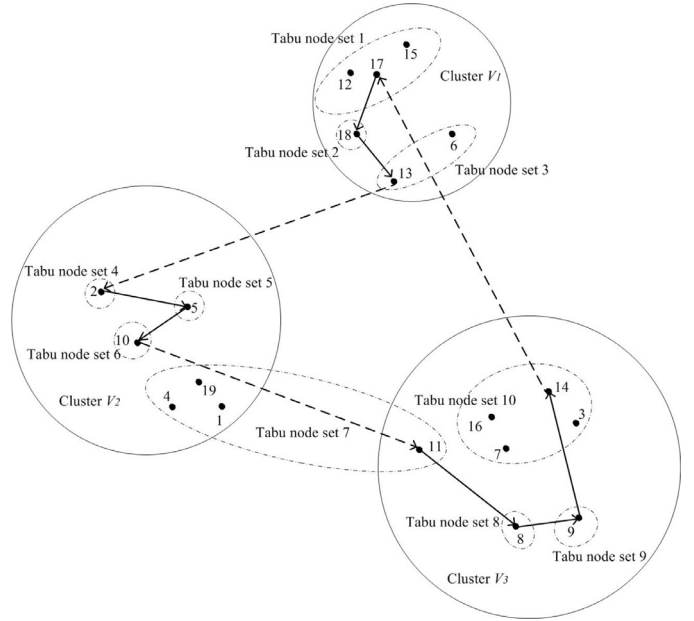 Tabu node set 1
15
17
Cluster V1
12
18
Tabu node set 2
6
13
Tabu node set 3
Tabu node set 4
2
Tabu node set 5
5
10
Tabu node set 6
19
4
1
Cluster V2
Tabu node set 7
11
14
Tabu node set 10
16
3
7
Tabu node set 8
8
9
Tabu node set 9
Cluster V3